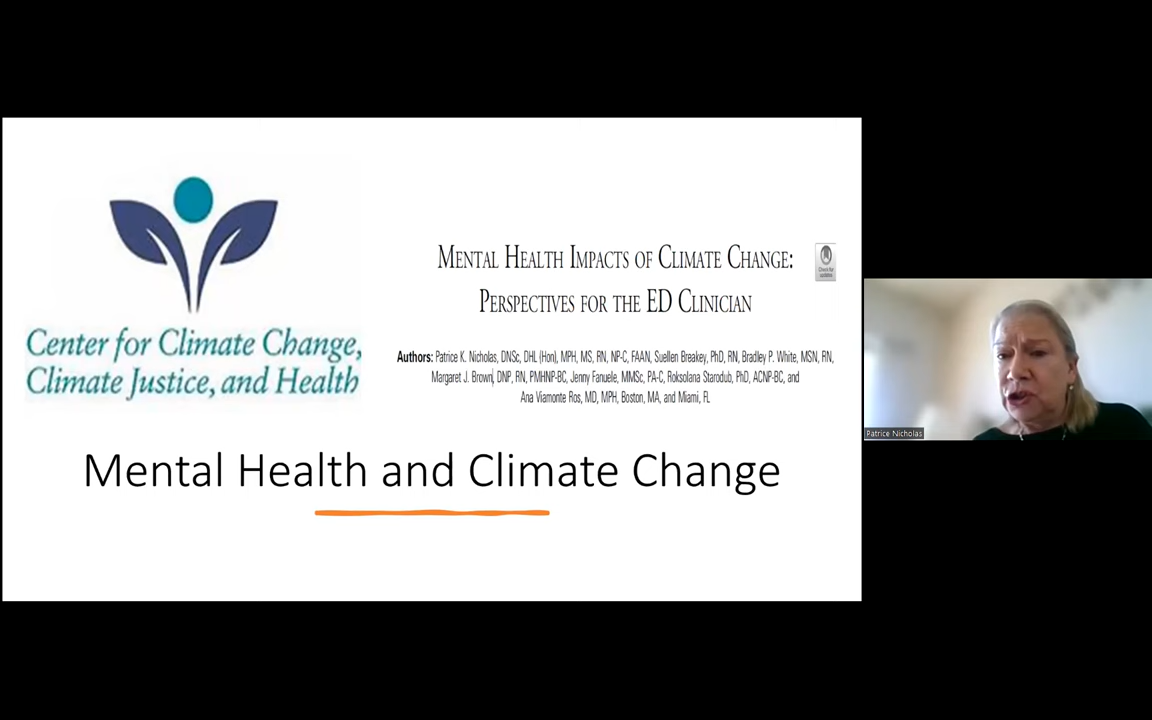 Center for Climate Change,
Climate Justice, and Health
MENTAL HEALTH IMPACTS OF CLIMATE CHANGE:
PERSPECTIVES FOR THE ED CLINICIAN
Check for
updates
Authors: Patrice K. Nicholas, DNSc, DHL (Hon), MPH, MS, RN, NP-C, FAAN, Suellen Breakey, PhD, RN, Bradley P. White, MSN, RN,
Margaret J. Brown, DNP, RN, PMHNP-BC, Jenny Fanuele, MMSc, PA-C, Roksolana Starodub, PhD, ACNP-BC, and
Ana Viamonte Ros, MD, MPH, Boston, MA, and Miami, FL
Mental Health and Climate Change
Patrice Nicholas